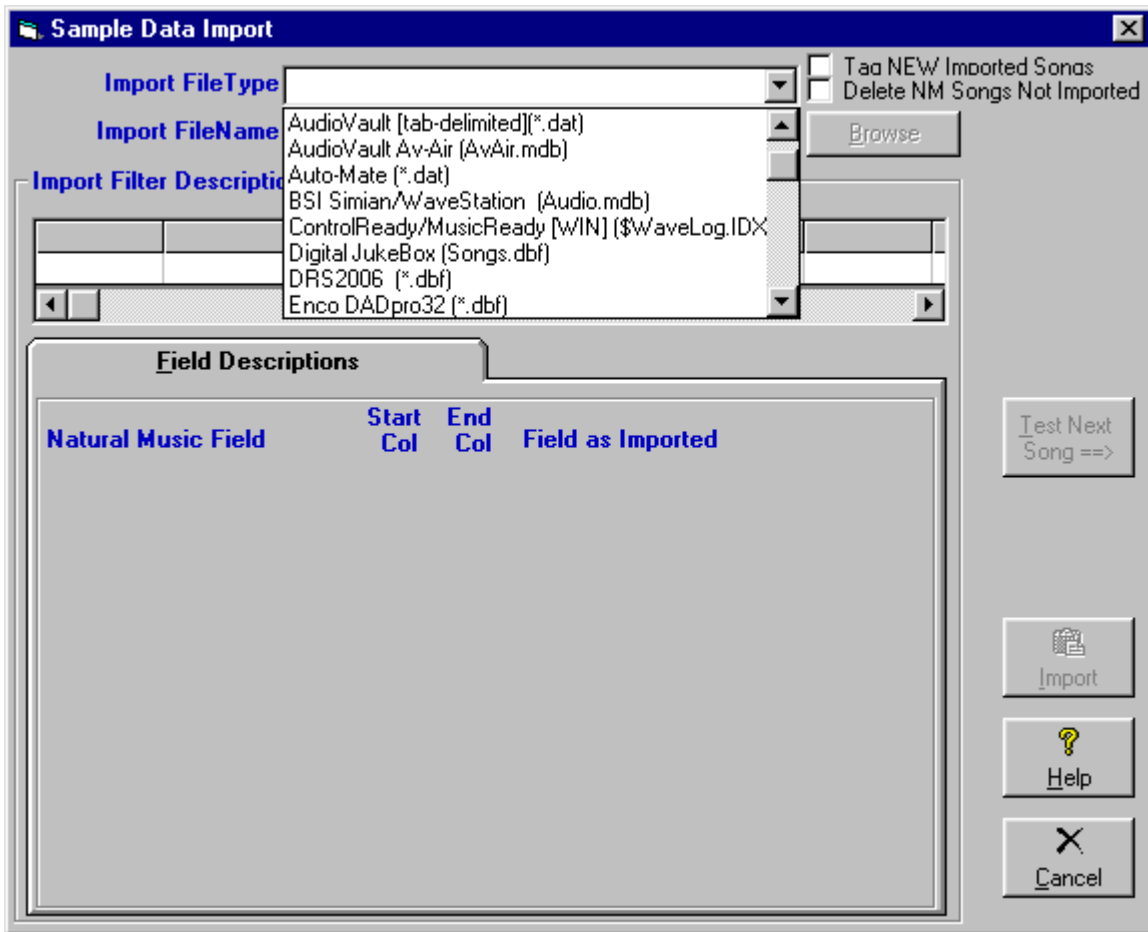 Sample Data Import
Import FileType
Tag NEW Imported Songs
Delete NM Songs Not Imported
Import FileName
Browse
AudioVault [tab-delimited](*.dat)
AudioVault Av-Air (AvAir.mdb)
Auto-Mate (*.dat)
BSI Simian/WaveStation (Audio.mdb)
ControlReady/MusicReady [WIN] ($WaveLog.IDX
Digital JukeBox (Songs.dbf)
DRS2006 (*.dbf)
Enco DADpro32 (*.dbf)
Import Filter Descriptio
Field Descriptions
Natural Music Field
Start Col
End Col
Field as Imported
Test Next
Song ==>
Import
Help
Cancel